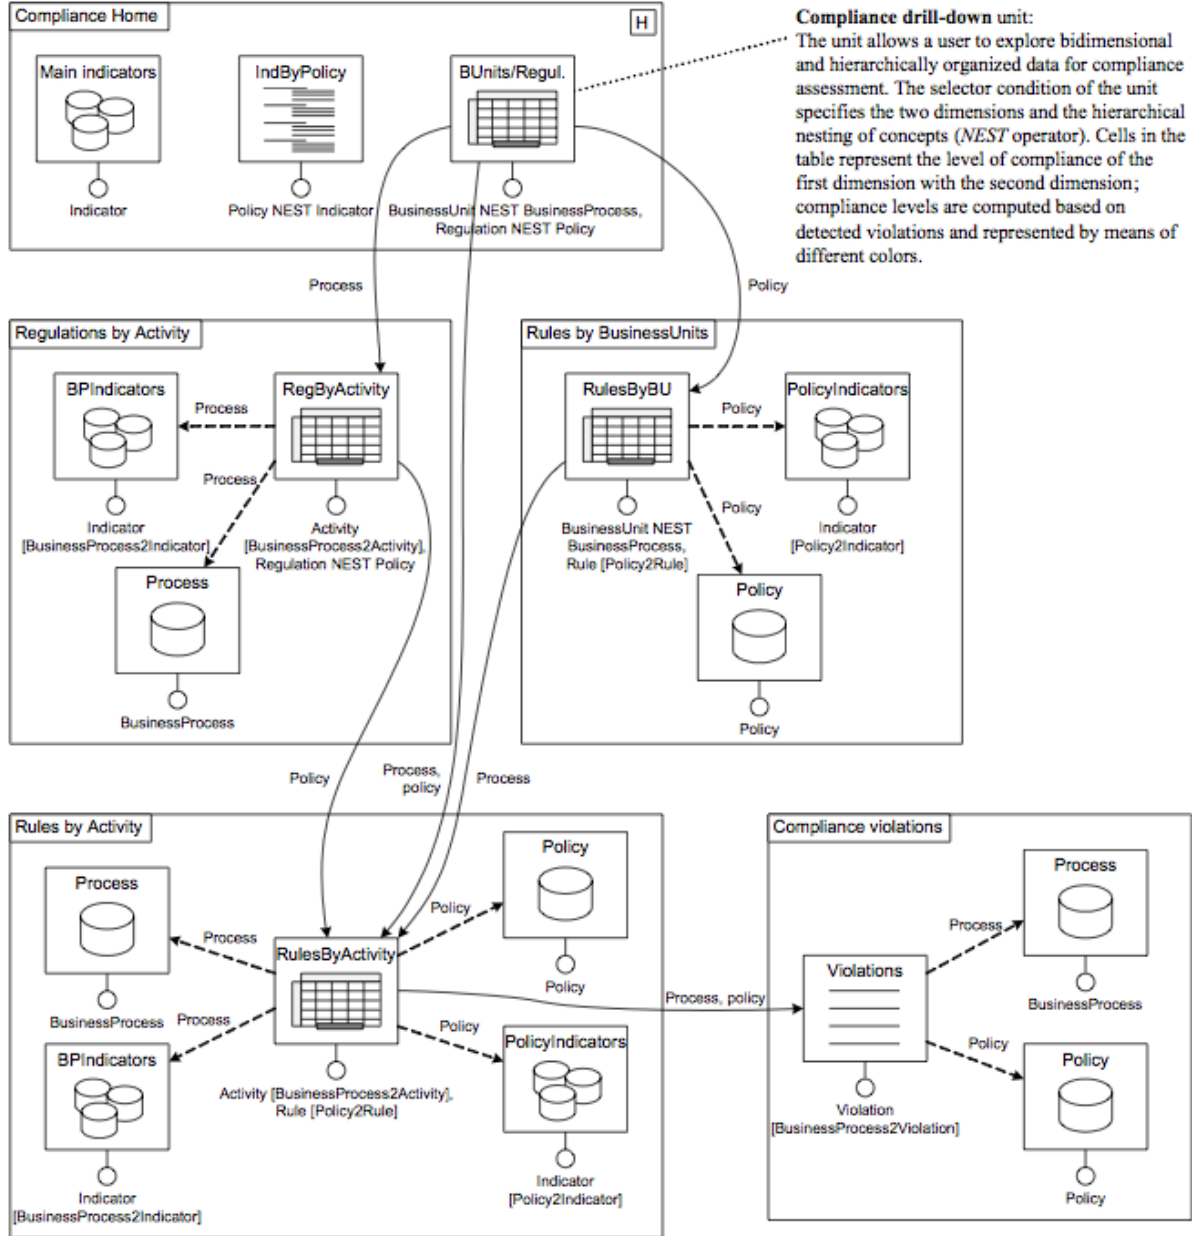 Compliance Home
H
Main indicators
Indicator
IndByPolicy
Policy NEST Indicator
BUnits/Regul.
BusinessUnit NEST BusinessProcess,
Regulation NEST Policy
Compliance drill-down unit:
The unit allows a user to explore bidimensional
and hierarchically organized data for compliance
assessment. The selector condition of the unit
specifies the two dimensions and the hierarchical
nesting of concepts (NEST operator). Cells in the
table represent the level of compliance of the
first dimension with the second dimension;
compliance levels are computed based on
detected violations and represented by means of
different colors.
Process
Policy
Regulations by Activity
BPIndicators
Indicator
[BusinessProcess2Indicator]
Process
Process
RegByActivity
Activity
[BusinessProcess2Activity],
Regulation NEST Policy
Process
BusinessProcess
Rules by BusinessUnits
RulesByBU
BusinessUnit NEST
BusinessProcess,
Rule [Policy2Rule]
Policy
Policy
PolicyIndicators
Indicator
[Policy2Indicator]
Policy
Policy
Policy
Process,
policy
Process
Rules by Activity
Process
BusinessProcess
Process
Process
BPIndicators
Indicator
[BusinessProcess2Indicator]
RulesByActivity
Activity [BusinessProcess2Activity],
Rule [Policy2Rule]
Policy
Policy
Policy
Policy
PolicyIndicators
Indicator
[Policy2Indicator]
Process, policy
Compliance violations
Violations
Violation
[BusinessProcess2Violation]
Process
Policy
Process
BusinessProcess
Policy
Policy